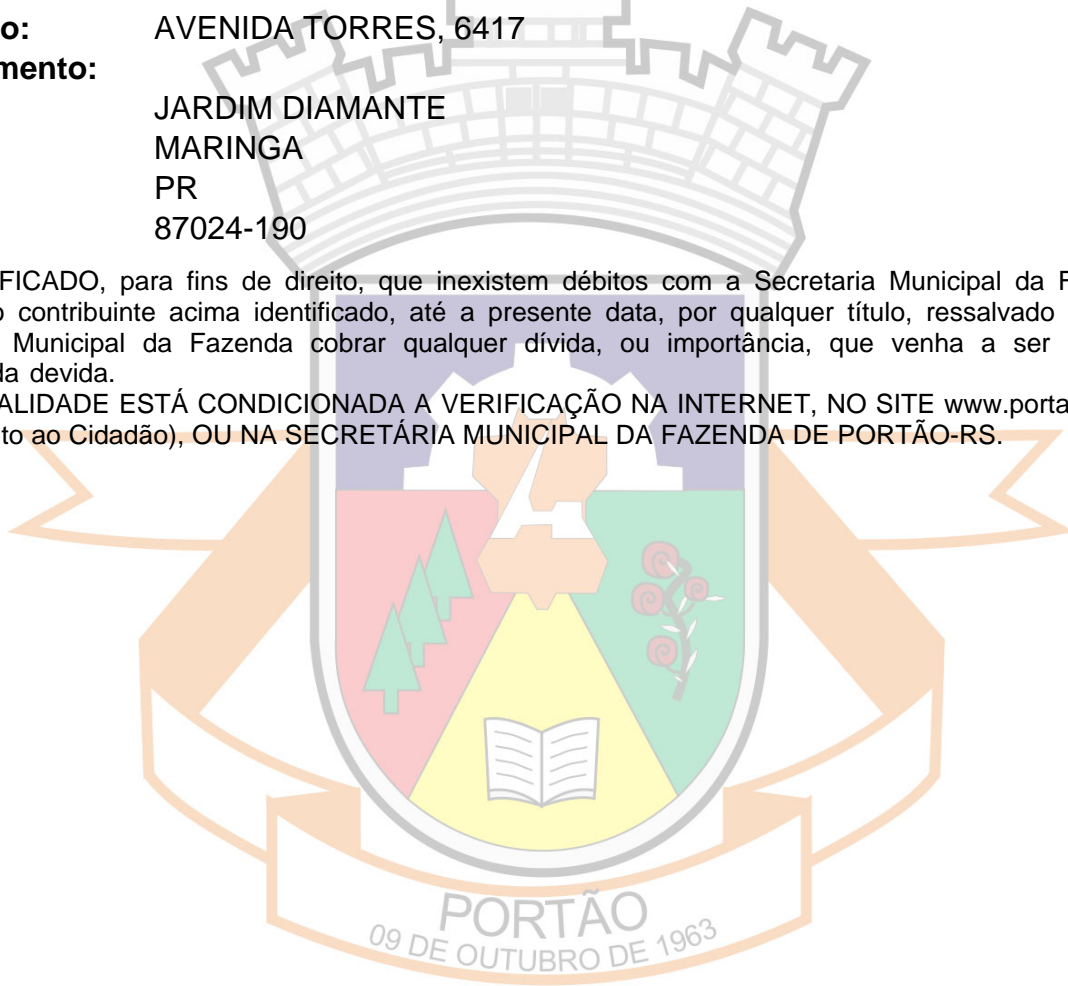 o: AVENIDA TORRES, 6417
mento:
JARDIM DIAMANTE
MARINGA
PR
87024-190
FICADO, para fins de direito, que inexistem débitos com a Secretaria Municipal da F
o contribuinte acima identificado, até a presente data, por qualquer título, ressalvado
Municipal da Fazenda cobrar qualquer dívida, ou importância, que venha a ser
da devida.
ALIDADE ESTÁ CONDICIONADA A VERIFICAÇÃO NA INTERNET, NO SITE www.porta
to ao Cidadão), OU NA SECRETÁRIA MUNICIPAL DA FAZENDA DE PORTÃO-RS.
PORTÃO
09 DE OUTUBRO DE 1963